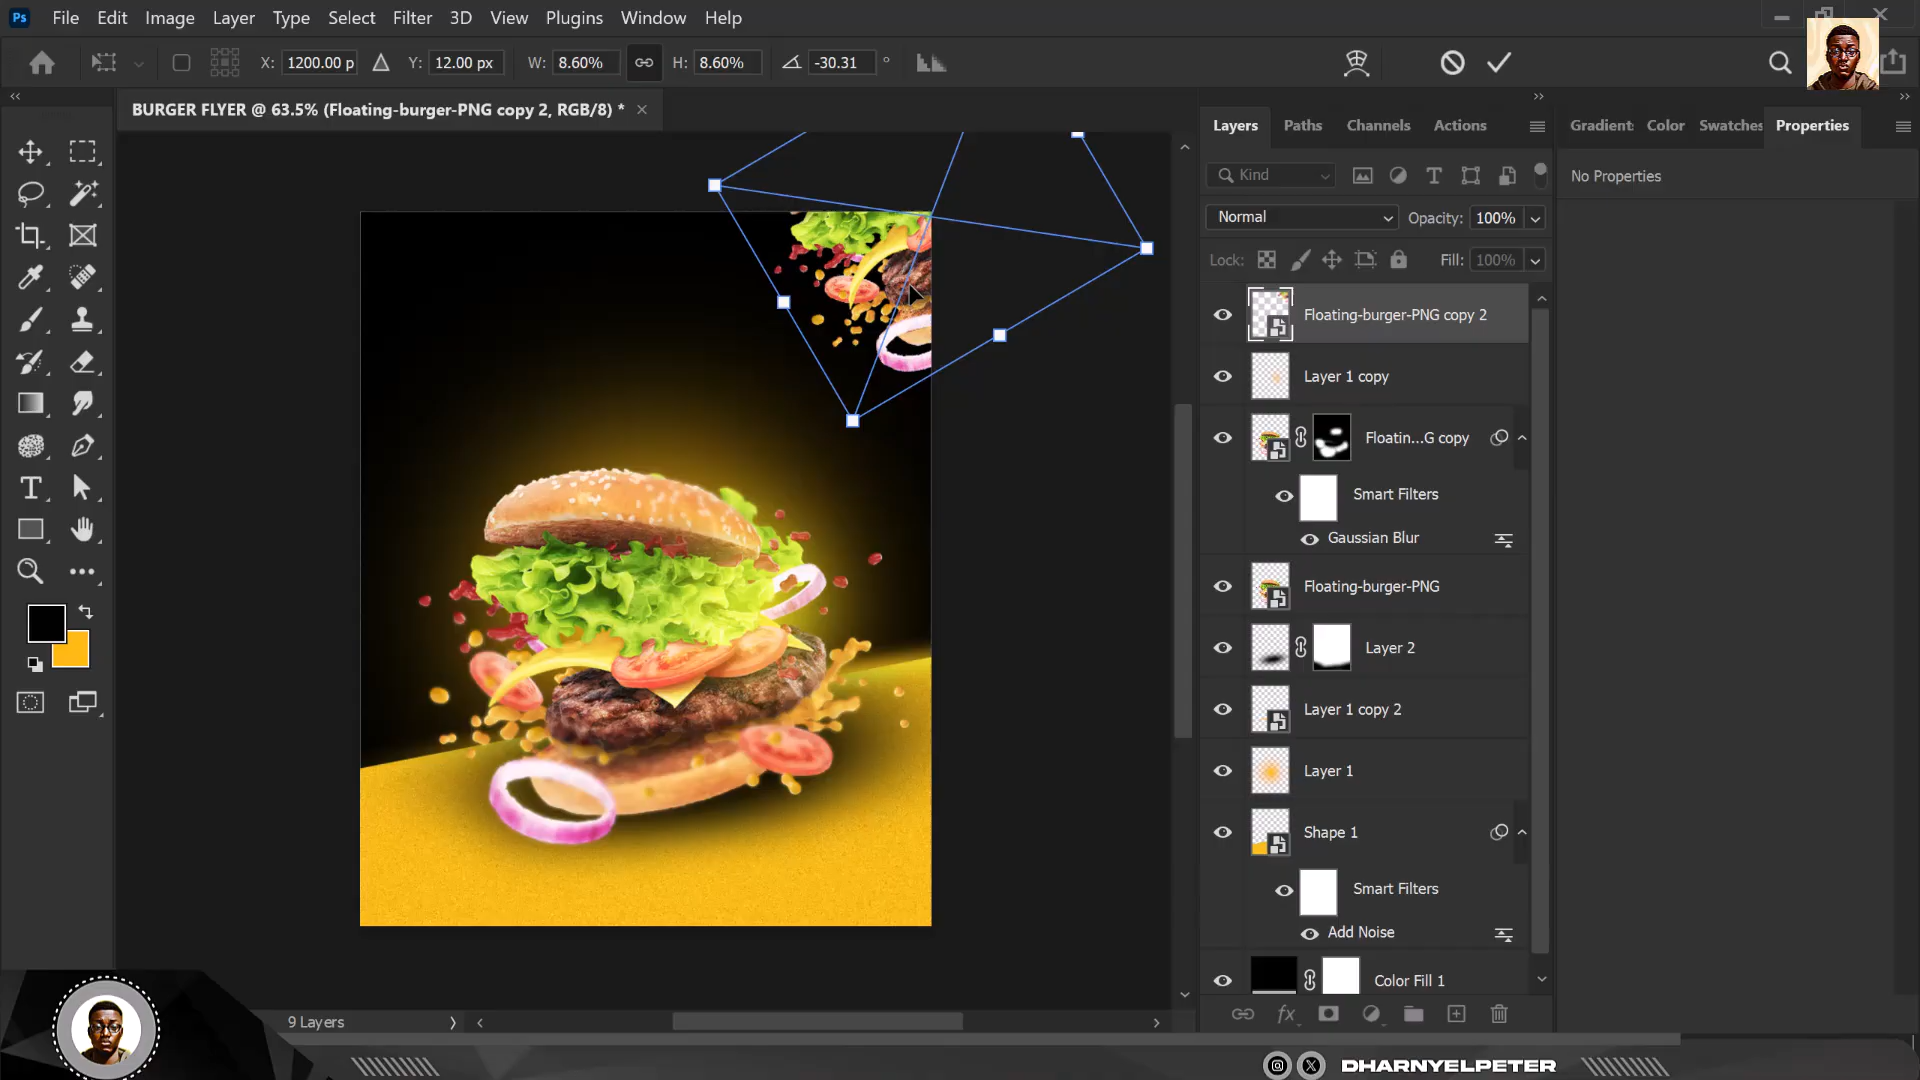 Ps File Edit Image Layer Type Select Filter 3D View Plugins Window Help
X: 1200.00 p Y: 12.00 px W: 8.60% H: 8.60% -30.31 °
BURGER FLYER @ 63.5% (Floating-burger-PNG copy 2, RGB/8) * ×
Layers Paths Channels Actions
Gradient: Color Swatches Properties
Kind
No Properties
Normal Opacity: 100%
Lock: Fill: 100%
Floating-burger-PNG copy 2
Layer 1 copy
Floatin...G copy
Smart Filters
Gaussian Blur
Floating-burger-PNG
Layer 2
Layer 1 copy 2
Layer 1
Shape 1
Smart Filters
Add Noise
Color Fill 1
9 Layers
DHARNYELPETER